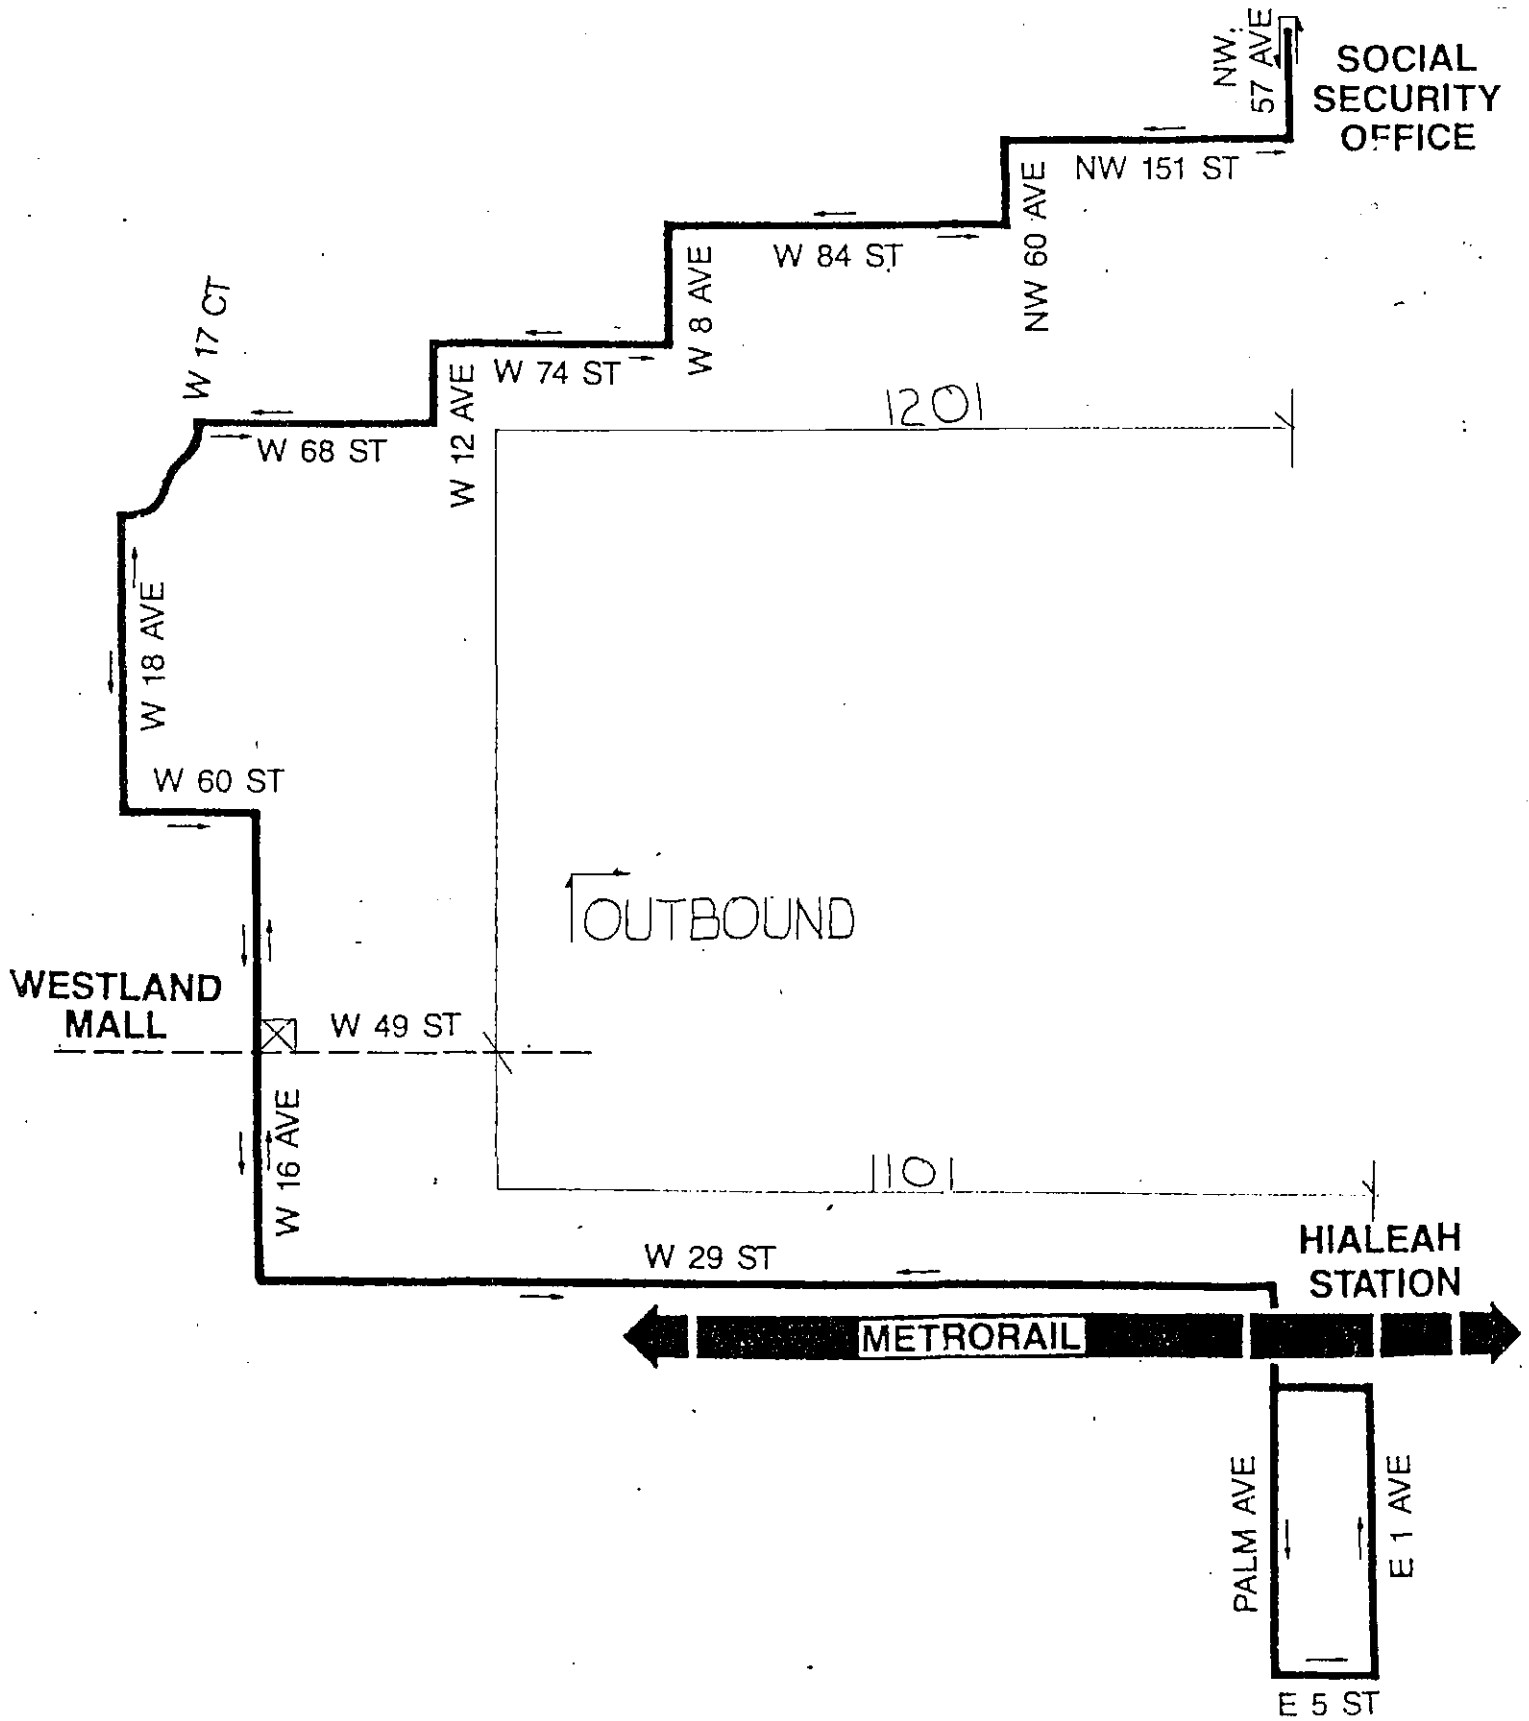 NW.
57 AVE
SOCIAL
SECURITY
OFFICE
NW 151 ST
NW 60 AVE
W 84 ST
W 8 AVE
W 17 CT
W 74 ST
W 12 AVE
1201
W 68 ST
W 18 AVE
W 60 ST
OUTBOUND
WESTLAND
MALL
W 49 ST
W 16 AVE
1101
HIALEAH
STATION
W 29 ST
METRORAIL
PALM AVE
E 1 AVE
E 5 ST